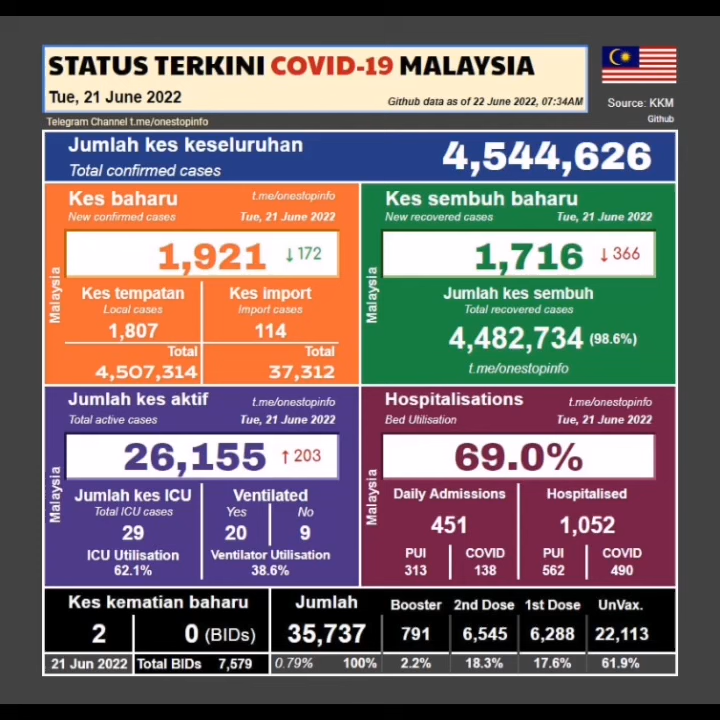 STATUS TERKINI COVID-19 MALAYSIA
Tue, 21 June 2022
Github data as of 22 June 2022, 07:34AM
Source: KKM
Github
Telegram Channel t.me/onestopinfo
Jumlah kes keseluruhan
Total confirmed cases
4,544,626
Kes baharu
t.me/onestopinfo
New confirmed cases
Tue, 21 June 2022
1,921 ↓172
Malaysia
Kes tempatan
Local cases
1,807
Total
4,507,314
Kes import
Import cases
114
Total
37,312
Kes sembuh baharu
New recovered cases
Tue, 21 June 2022
1,716 ↓366
Malaysia
Jumlah kes sembuh
Total recovered cases
4,482,734 (98.6%)
t.me/onestopinfo
Jumlah kes aktif
t.me/onestopinfo
Total active cases
Tue, 21 June 2022
26,155 ↑203
Malaysia
Jumlah kes ICU
Total ICU cases
29
ICU Utilisation
62.1%
Ventilated
Yes No
20 9
Ventilator Utilisation
38.6%
Hospitalisations
t.me/onestopinfo
Bed Utilisation
Tue, 21 June 2022
69.0%
Malaysia
Daily Admissions
451
PUI COVID
313 138
Hospitalised
1,052
PUI COVID
562 490
Kes kematian baharu
2 0 (BIDs)
21 Jun 2022 Total BIDs 7,579
Jumlah Booster 2nd Dose 1st Dose UnVax.
35,737 791 6,545 6,288 22,113
0.79% 100% 2.2% 18.3% 17.6% 61.9%